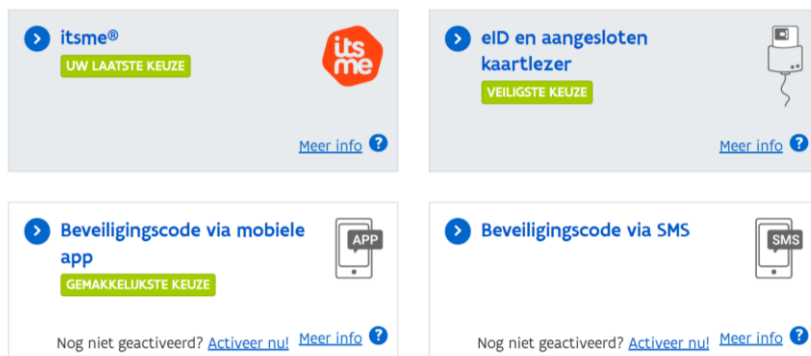 itsme®
UW LAATSTE KEUZE
its
me
Meer info ?
eID en aangesloten
kaartlezer
VEILIGSTE KEUZE
Meer info ?
Beveiligingscode via mobiele
app
GEMAKKELIJKSTE KEUZE
APP
Nog niet geactiveerd? Activeer nu! Meer info ?
Beveiligingscode via SMS
SMS
Nog niet geactiveerd? Activeer nu! Meer info ?